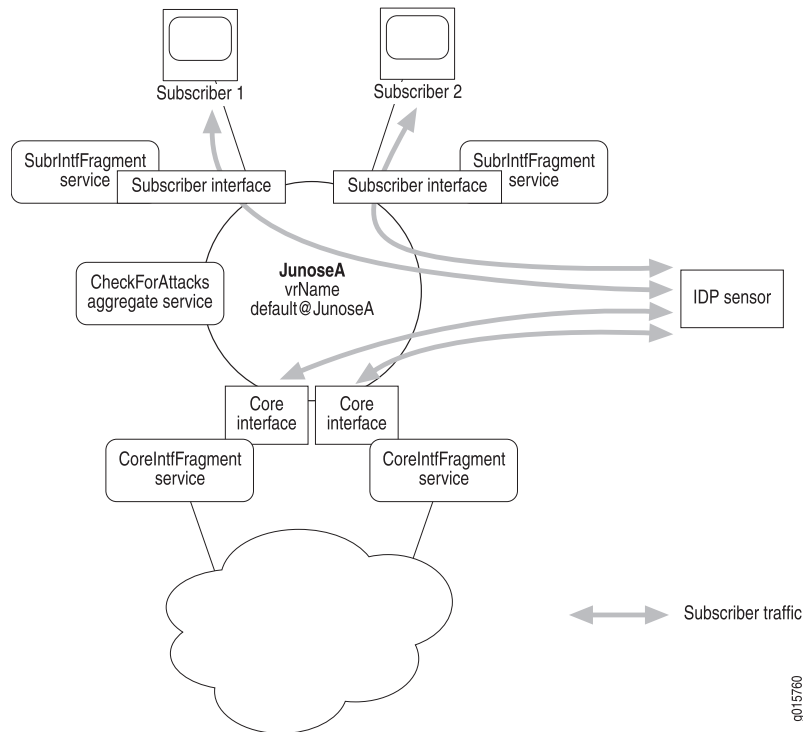 Subscriber 1
Subscriber 2
SubrIntfFragment
service
Subscriber interface
Subscriber interface
SubrIntfFragment
service
CheckForAttacks
aggregate service
JunoseA
vrName
default@JunoseA
IDP sensor
Core
interface
Core
interface
CoreIntfFragment
service
CoreIntfFragment
service
Subscriber traffic
g015760